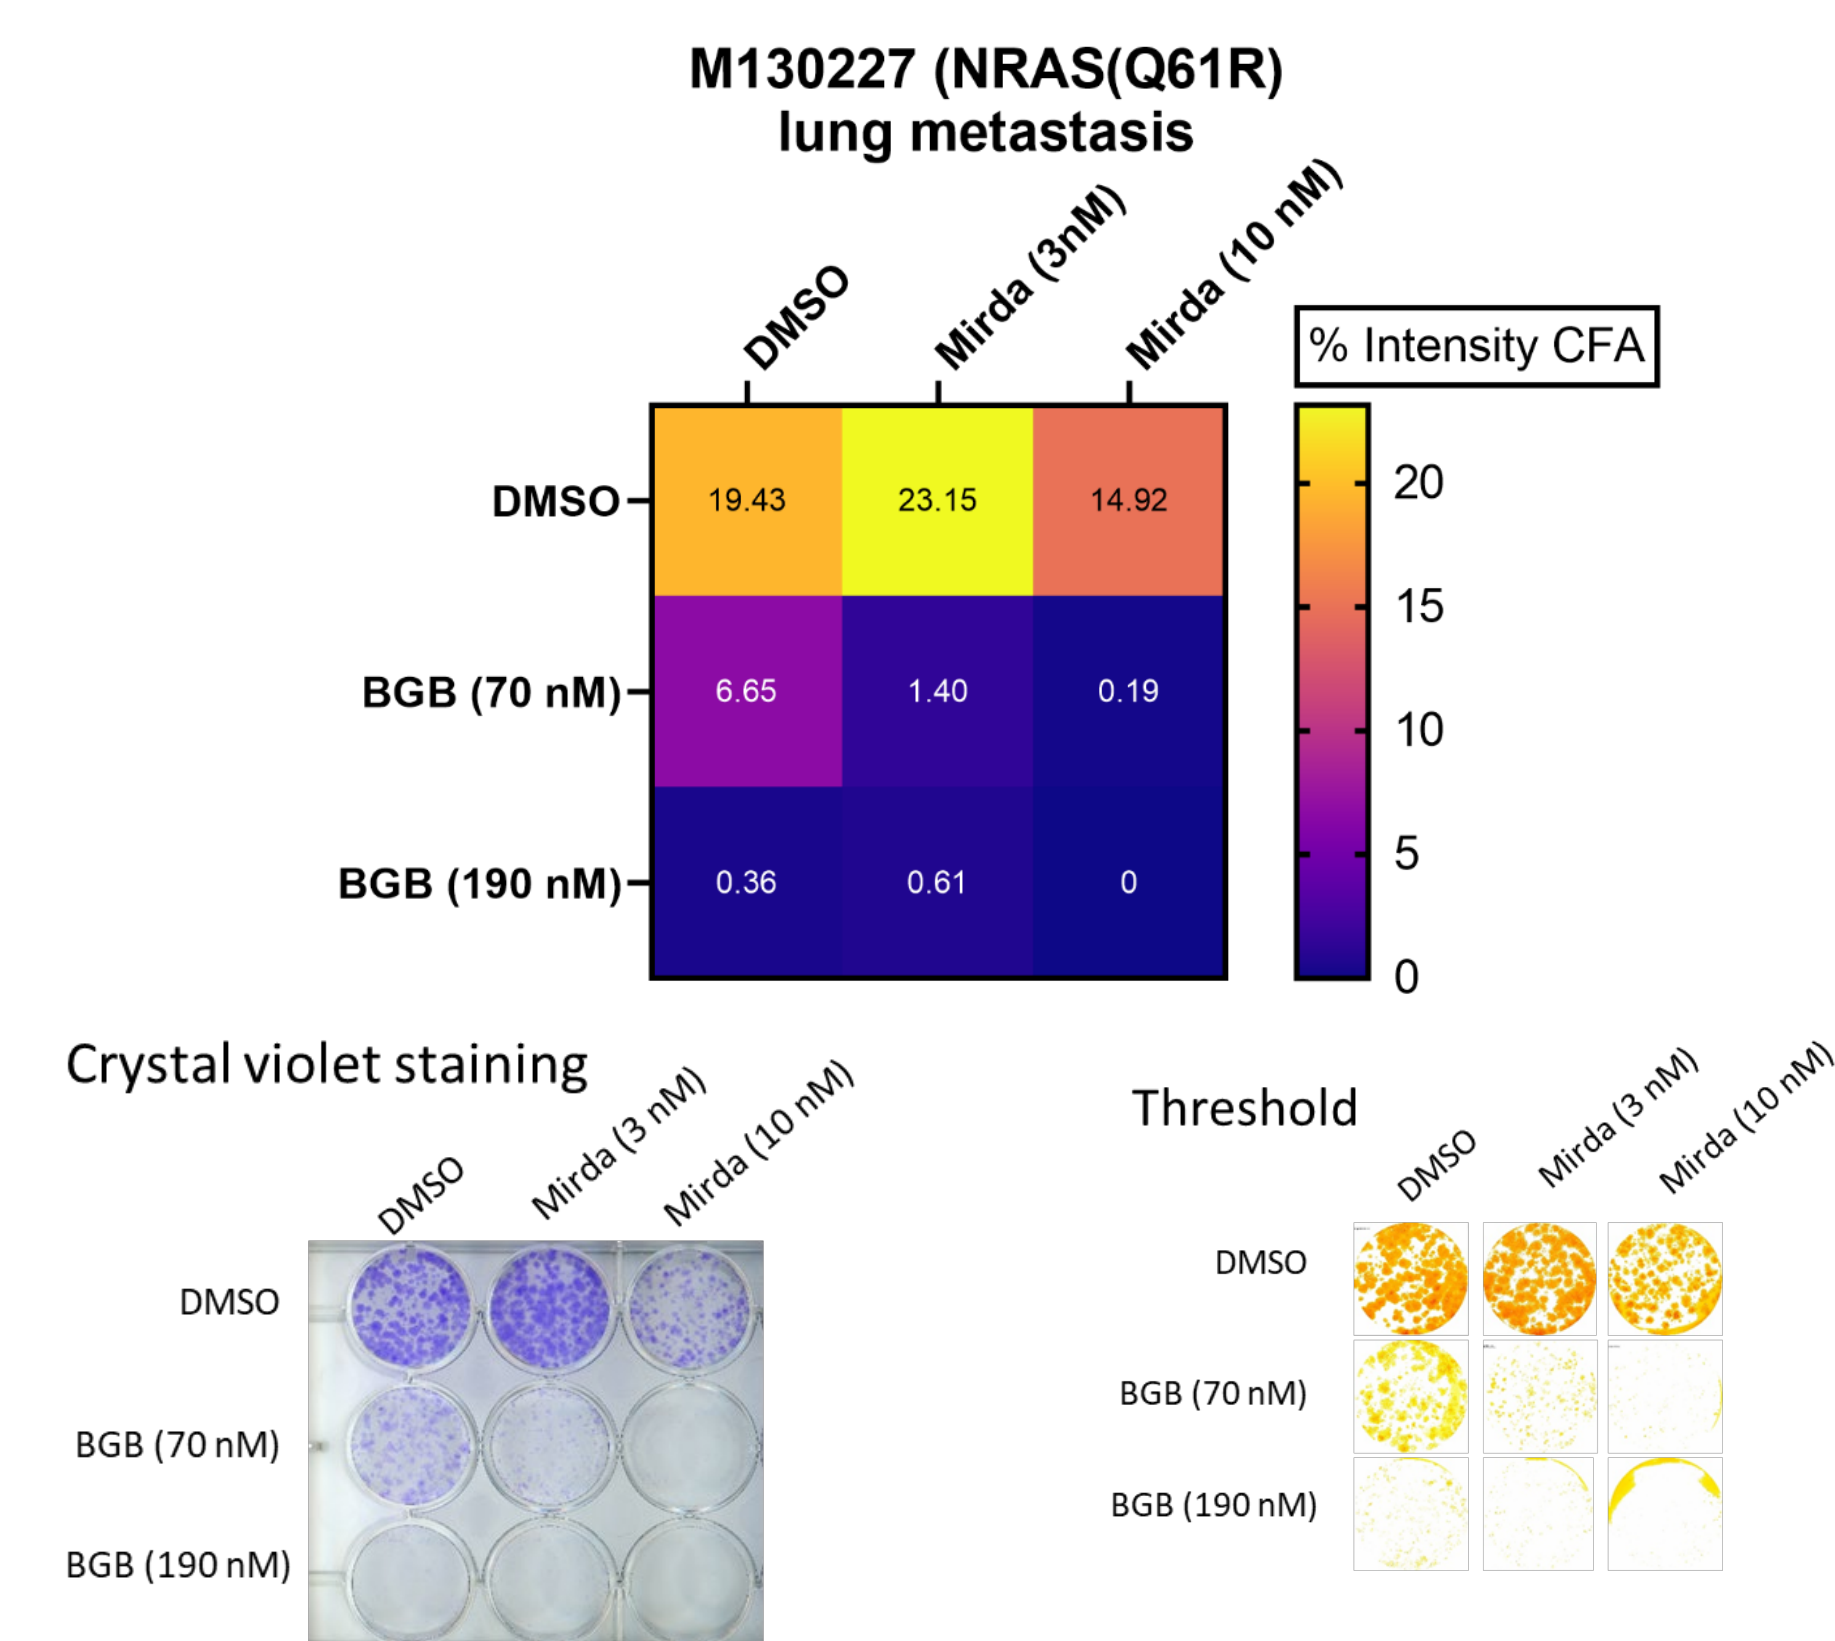 M130227 (NRAS(Q61R)
lung metastasis
DMSO
Mirda (3nM)
Mirda (10 nM)
% Intensity CFA
DMSO
19.43
23.15
14.92
BGB (70 nM)
6.65
1.40
0.19
BGB (190 nM)
0.36
0.61
0
20
15
10
5
0
Crystal violet staining
DMSO
Mirda (3 nM)
Mirda (10 nM)
DMSO
BGB (70 nM)
BGB (190 nM)
Threshold
DMSO
Mirda (3 nM)
Mirda (10 nM)
DMSO
BGB (70 nM)
BGB (190 nM)